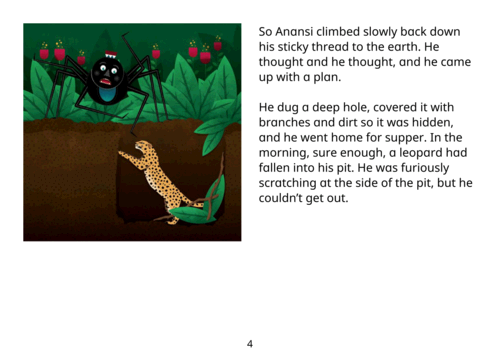 So Anansi climbed slowly back down
his sticky thread to the earth. He
thought and he thought, and he came
up with a plan.
He dug a deep hole, covered it with
branches and dirt so it was hidden,
and he went home for supper. In the
morning, sure enough, a leopard had
fallen into his pit. He was furiously
scratching at the side of the pit, but he
couldn’t get out.
4